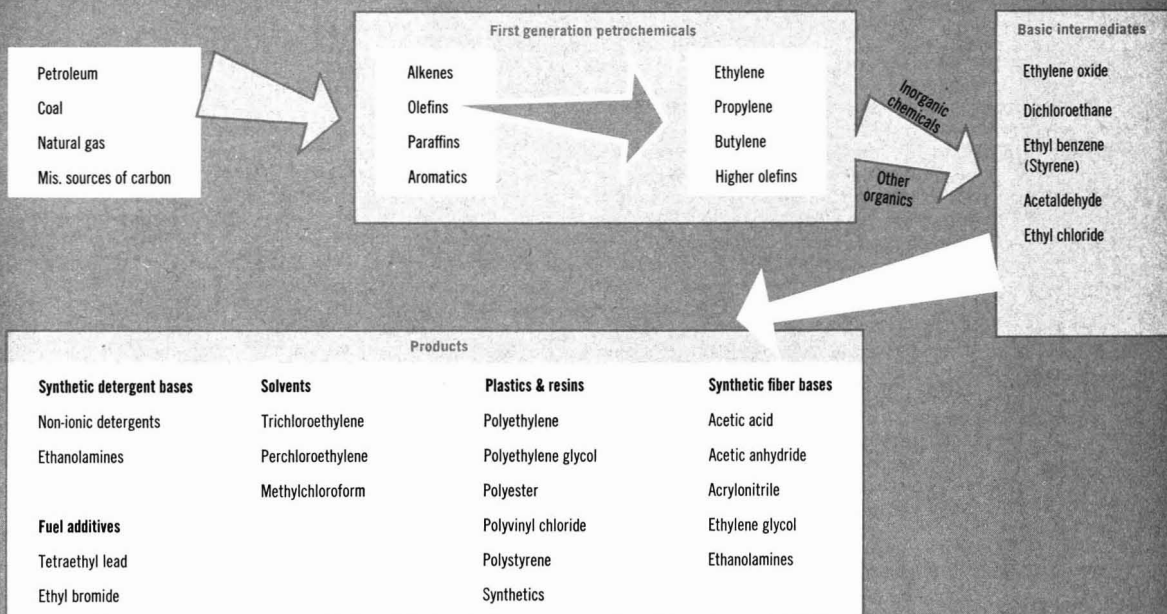 Petroleum
Coal
Natural gas
Mis. sources of carbon
First generation petrochemicals
Alkenes
Olefins
Paraffins
Aromatics
Ethylene
Propylene
Butylene
Higher olefins
Inorganic
chemicals
Other
organics
Basic intermediates
Ethylene oxide
Dichloroethane
Ethyl benzene
(Styrene)
Acetaldehyde
Ethyl chloride
Products
Synthetic detergent bases
Non-ionic detergents
Ethanolamines
Fuel additives
Tetraethyl lead
Ethyl bromide
Solvents
Trichloroethylene
Perchloroethylene
Methylchloroform
Plastics & resins
Polyethylene
Polyethylene glycol
Polyester
Polyvinyl chloride
Polystyrene
Synthetics
Synthetic fiber bases
Acetic acid
Acetic anhydride
Acrylonitrile
Ethylene glycol
Ethanolamines